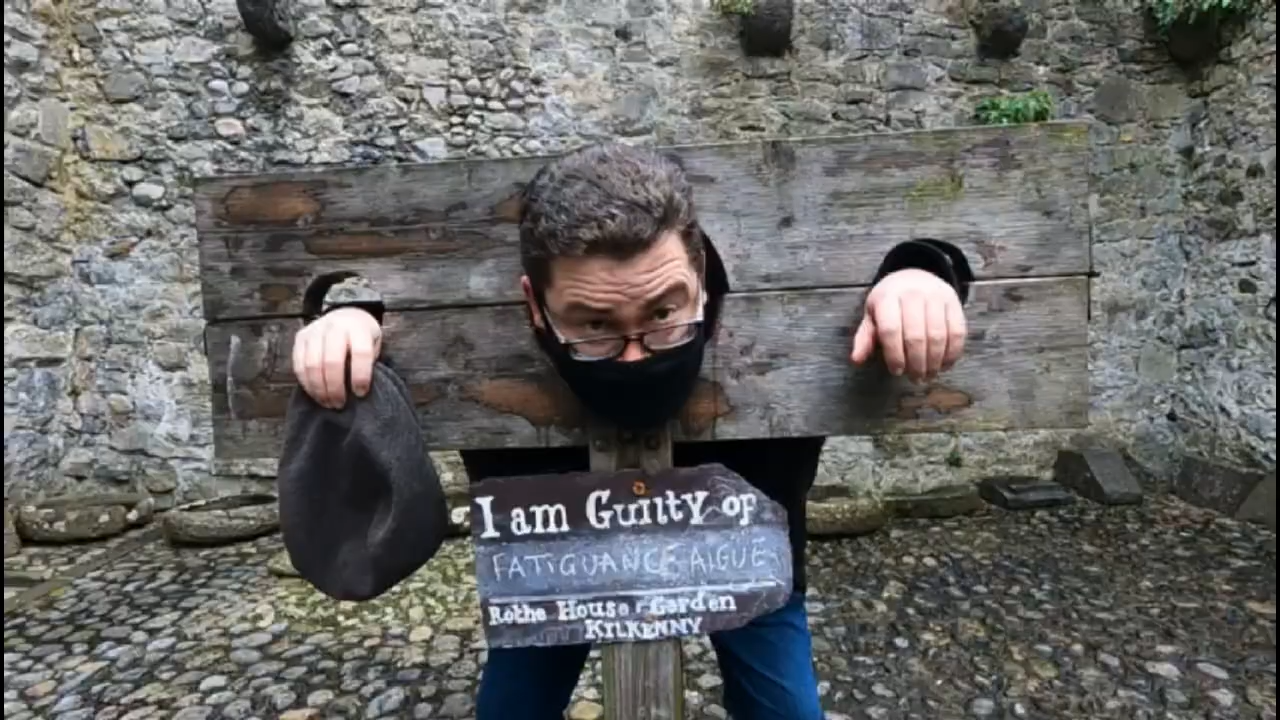 I am Guilty of
FATIGUANCE AIGUE
Rothe House & Garden
KILKENNY